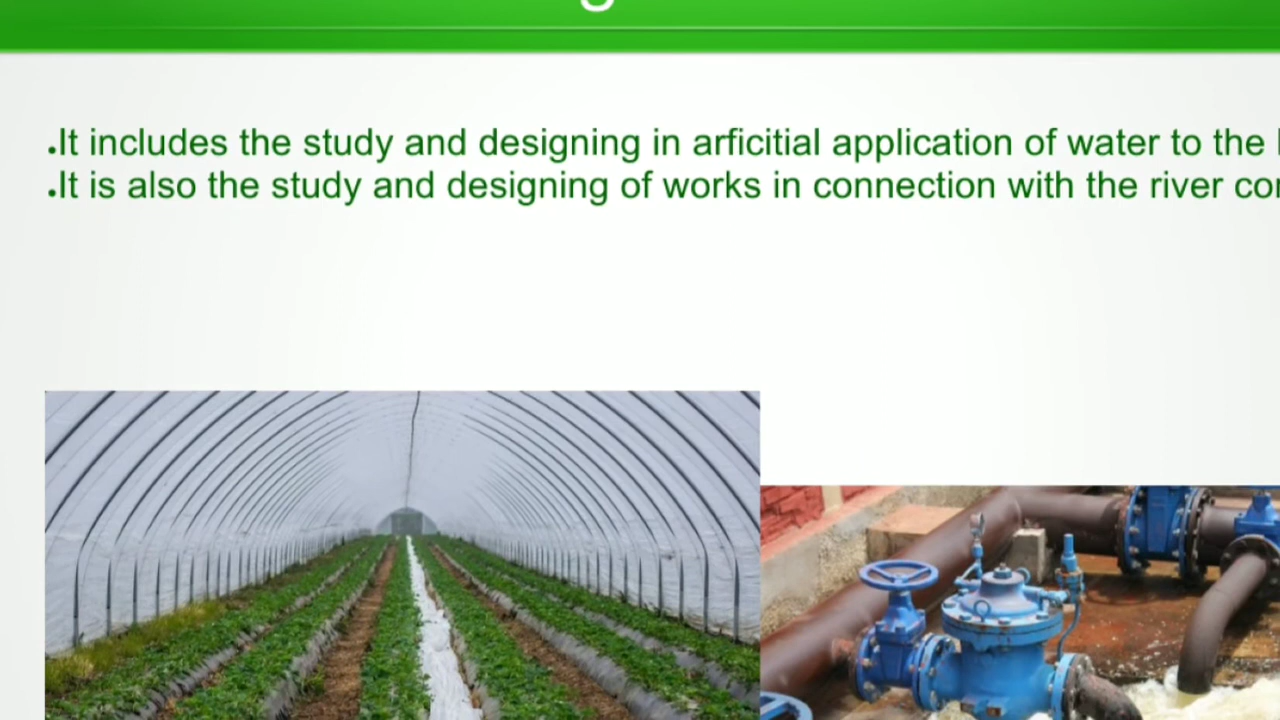 .It includes the study and designing in arficitial application of water to the
.It is also the study and designing of works in connection with the river